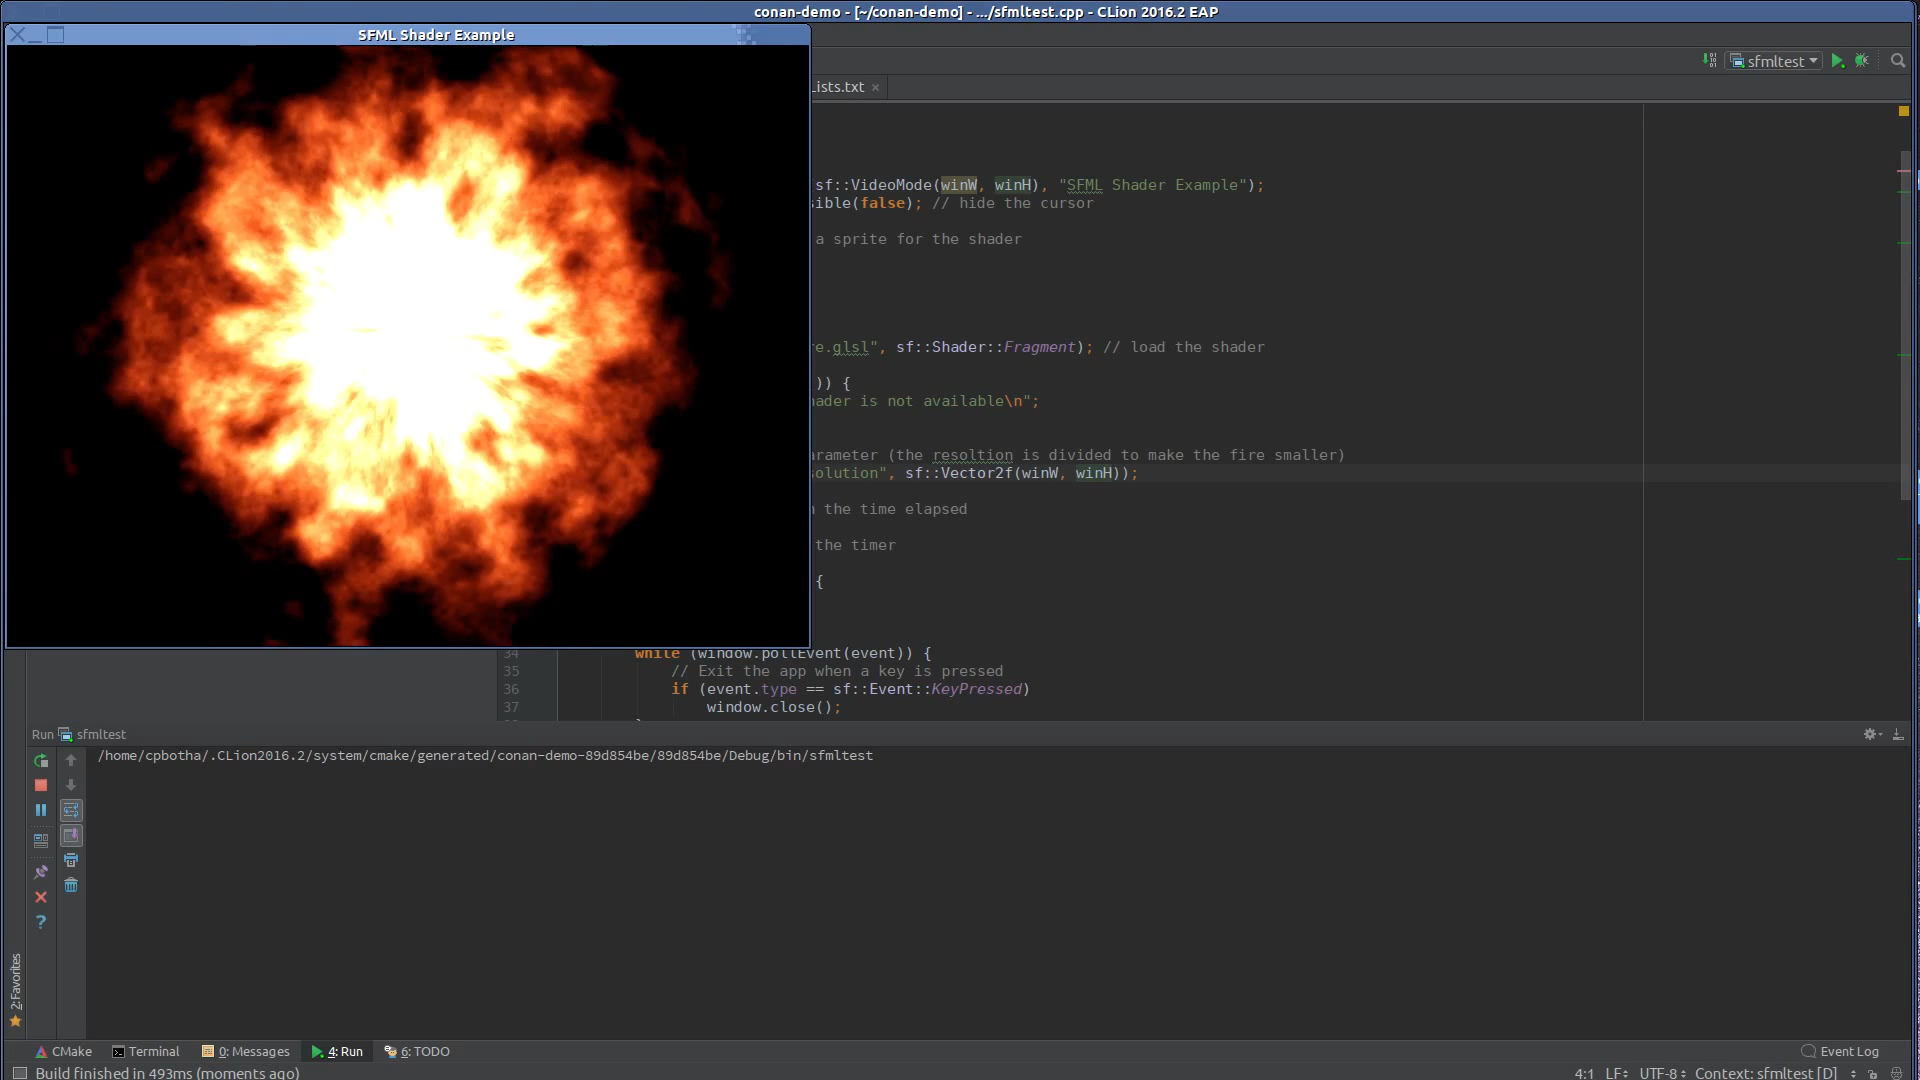 conan-demo - [~/conan-demo] - .../sfmltest.cpp - CLion 2016.2 EAP
SFML Shader Example
sfmltest
Lists.txt
sf::VideoMode(winW, winH), "SFML Shader Example");
ible(false); // hide the cursor
a sprite for the shader
re.glsl", sf::Shader::Fragment); // load the shader
)) {
ader is not available\n";
arameter (the resoltion is divided to make the fire smaller)
solution", sf::Vector2f(winW, winH));
the time elapsed
the timer
{
34 while (window.pollEvent(event)) {
35 // Exit the app when a key is pressed
36 if (event.type == sf::Event::KeyPressed)
37 window.close();
Run sfmltest
/home/cpbotha/.CLion2016.2/system/cmake/generated/conan-demo-89d854be/89d854be/Debug/bin/sfmltest
2: Favorites
CMake Terminal 0: Messages 4: Run 6: TODO Event Log
Build finished in 493ms (moments ago) 4:1 LF UTF-8 Context: sfmltest [D]